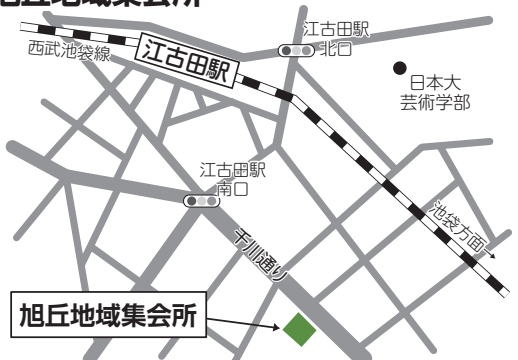 旭丘地域集会所
江古田駅
北口
西武池袋線
江古田駅
日本大
芸術学部
江古田駅
南口
池袋方面
千川通り
旭丘地域集会所